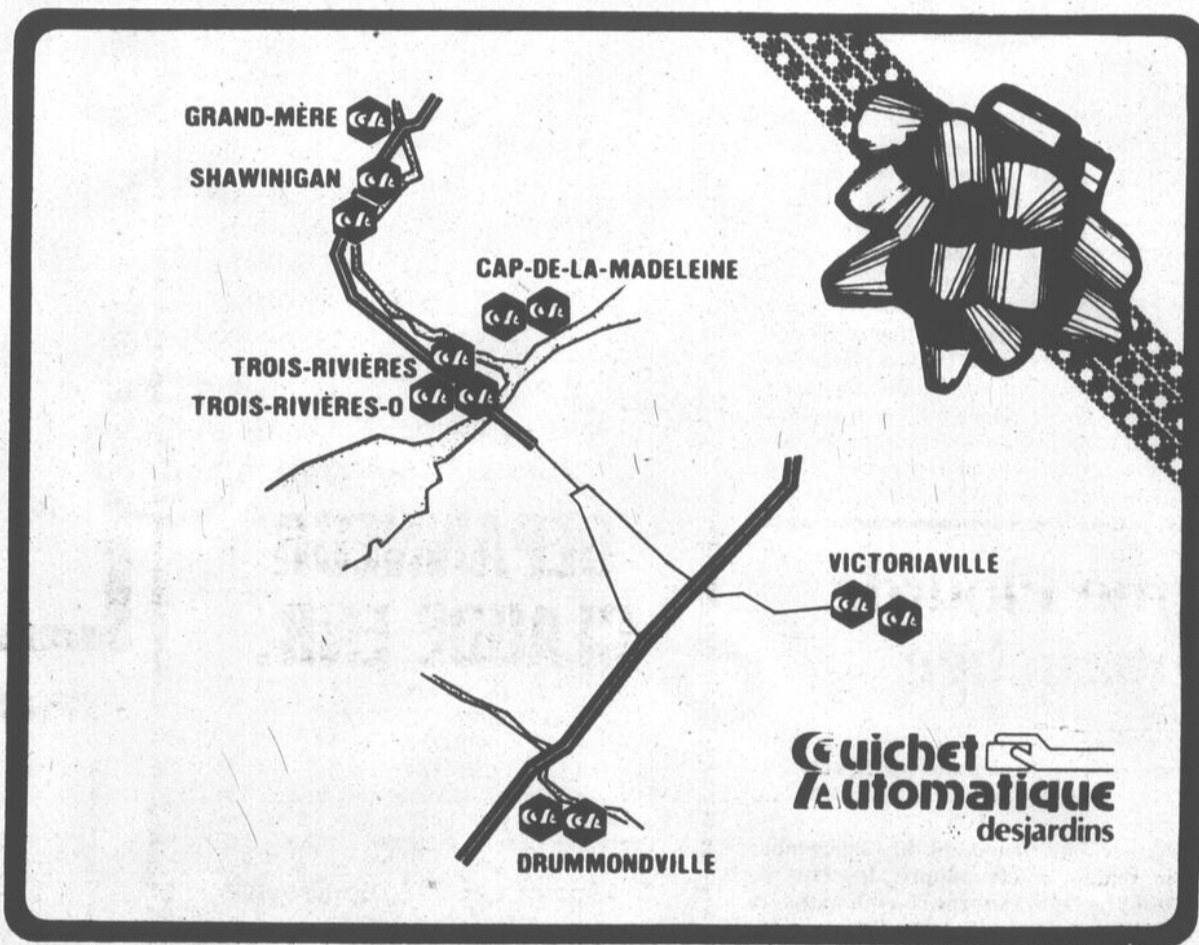 GRAND-MÈRE
SHAWINIGAN
CAP-DE-LA-MADELEINE
TROIS-RIVIÈRES
TROIS-RIVIÈRES-O
VICTORIAVILLE
Guichet
Automatique
desjardins
DRUMMONDVILLE